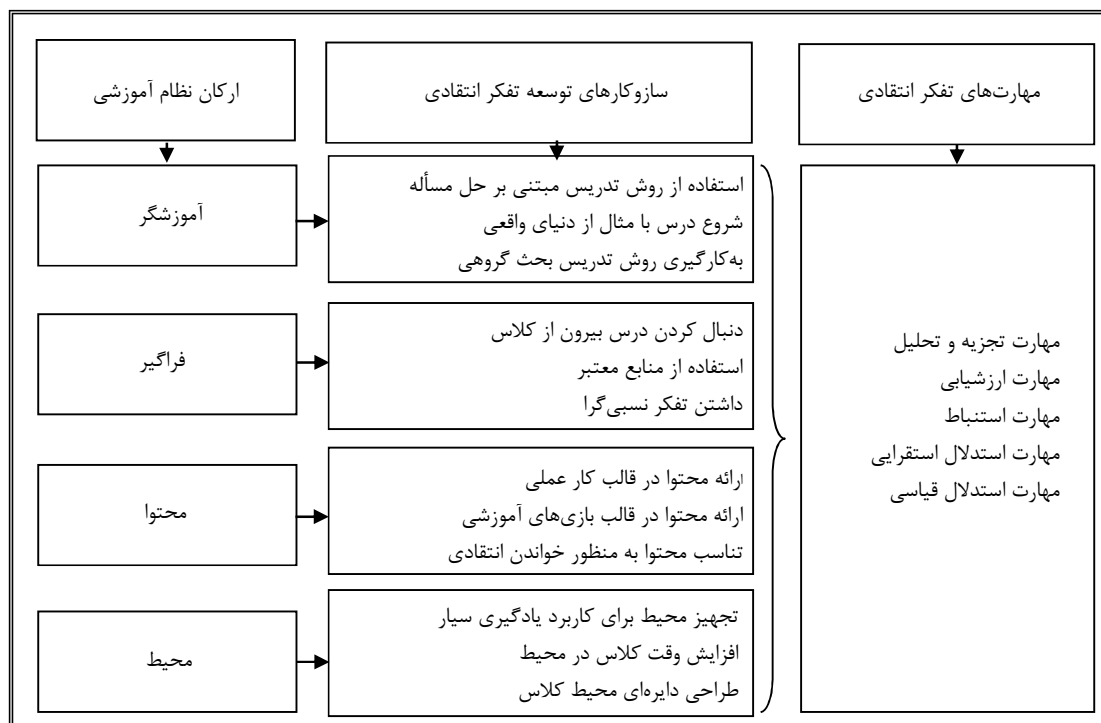 ارکان نظام آموزشی
سازوکارهای توسعه تفکر انتقادی
مهارت‌های تفکر انتقادی
آموزشگر
استفاده از روش تدریس مبتنی بر حل مسأله
شروع درس با مثال از دنیای واقعی
به‌کارگیری روش تدریس بحث گروهی
فراگیر
دنبال کردن درس بیرون از کلاس
استفاده از منابع معتبر
داشتن تفکر نسبی‌گرا
محتوا
ارائه محتوا در قالب کار عملی
ارائه محتوا در قالب بازی‌های آموزشی
تناسب محتوا به منظور خواندن انتقادی
محیط
تجهیز محیط برای کاربرد یادگیری سیار
افزایش وقت کلاس در محیط
طراحی دایره‌ای محیط کلاس
مهارت تجزیه و تحلیل
مهارت ارزشیابی
مهارت استنباط
مهارت استدلال استقرایی
مهارت استدلال قیاسی